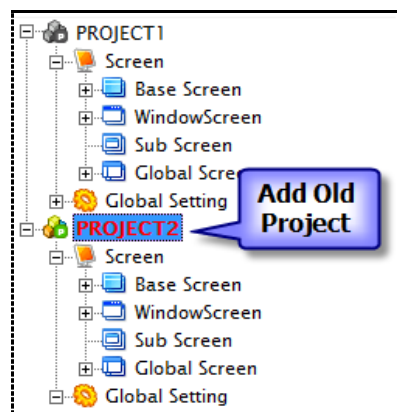 PROJECT1
Screen
Base Screen
WindowScreen
Sub Screen
Global Scre
Global Setting
Add Old
Project
PROJECT2
Screen
Base Screen
WindowScreen
Sub Screen
Global Screen
Global Setting